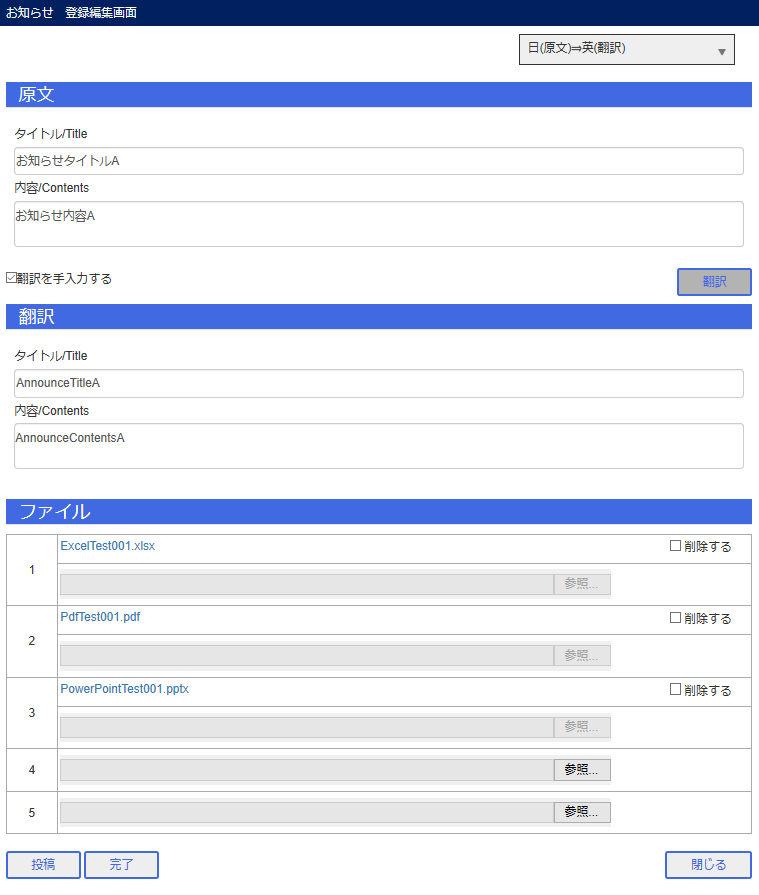 お知らせ　登録編集画面
日(原文)⇒英(翻訳)
原文
タイトル/Title
お知らせタイトルA
内容/Contents
お知らせ内容A
翻訳を手入力する
翻訳
翻訳
タイトル/Title
AnnounceTitleA
内容/Contents
AnnounceContentsA
ファイル
1
ExcelTest001.xlsx
削除する
参照...
2
PdfTest001.pdf
削除する
参照...
3
PowerPointTest001.pptx
削除する
参照...
4
参照...
5
参照...
投稿
完了
閉じる